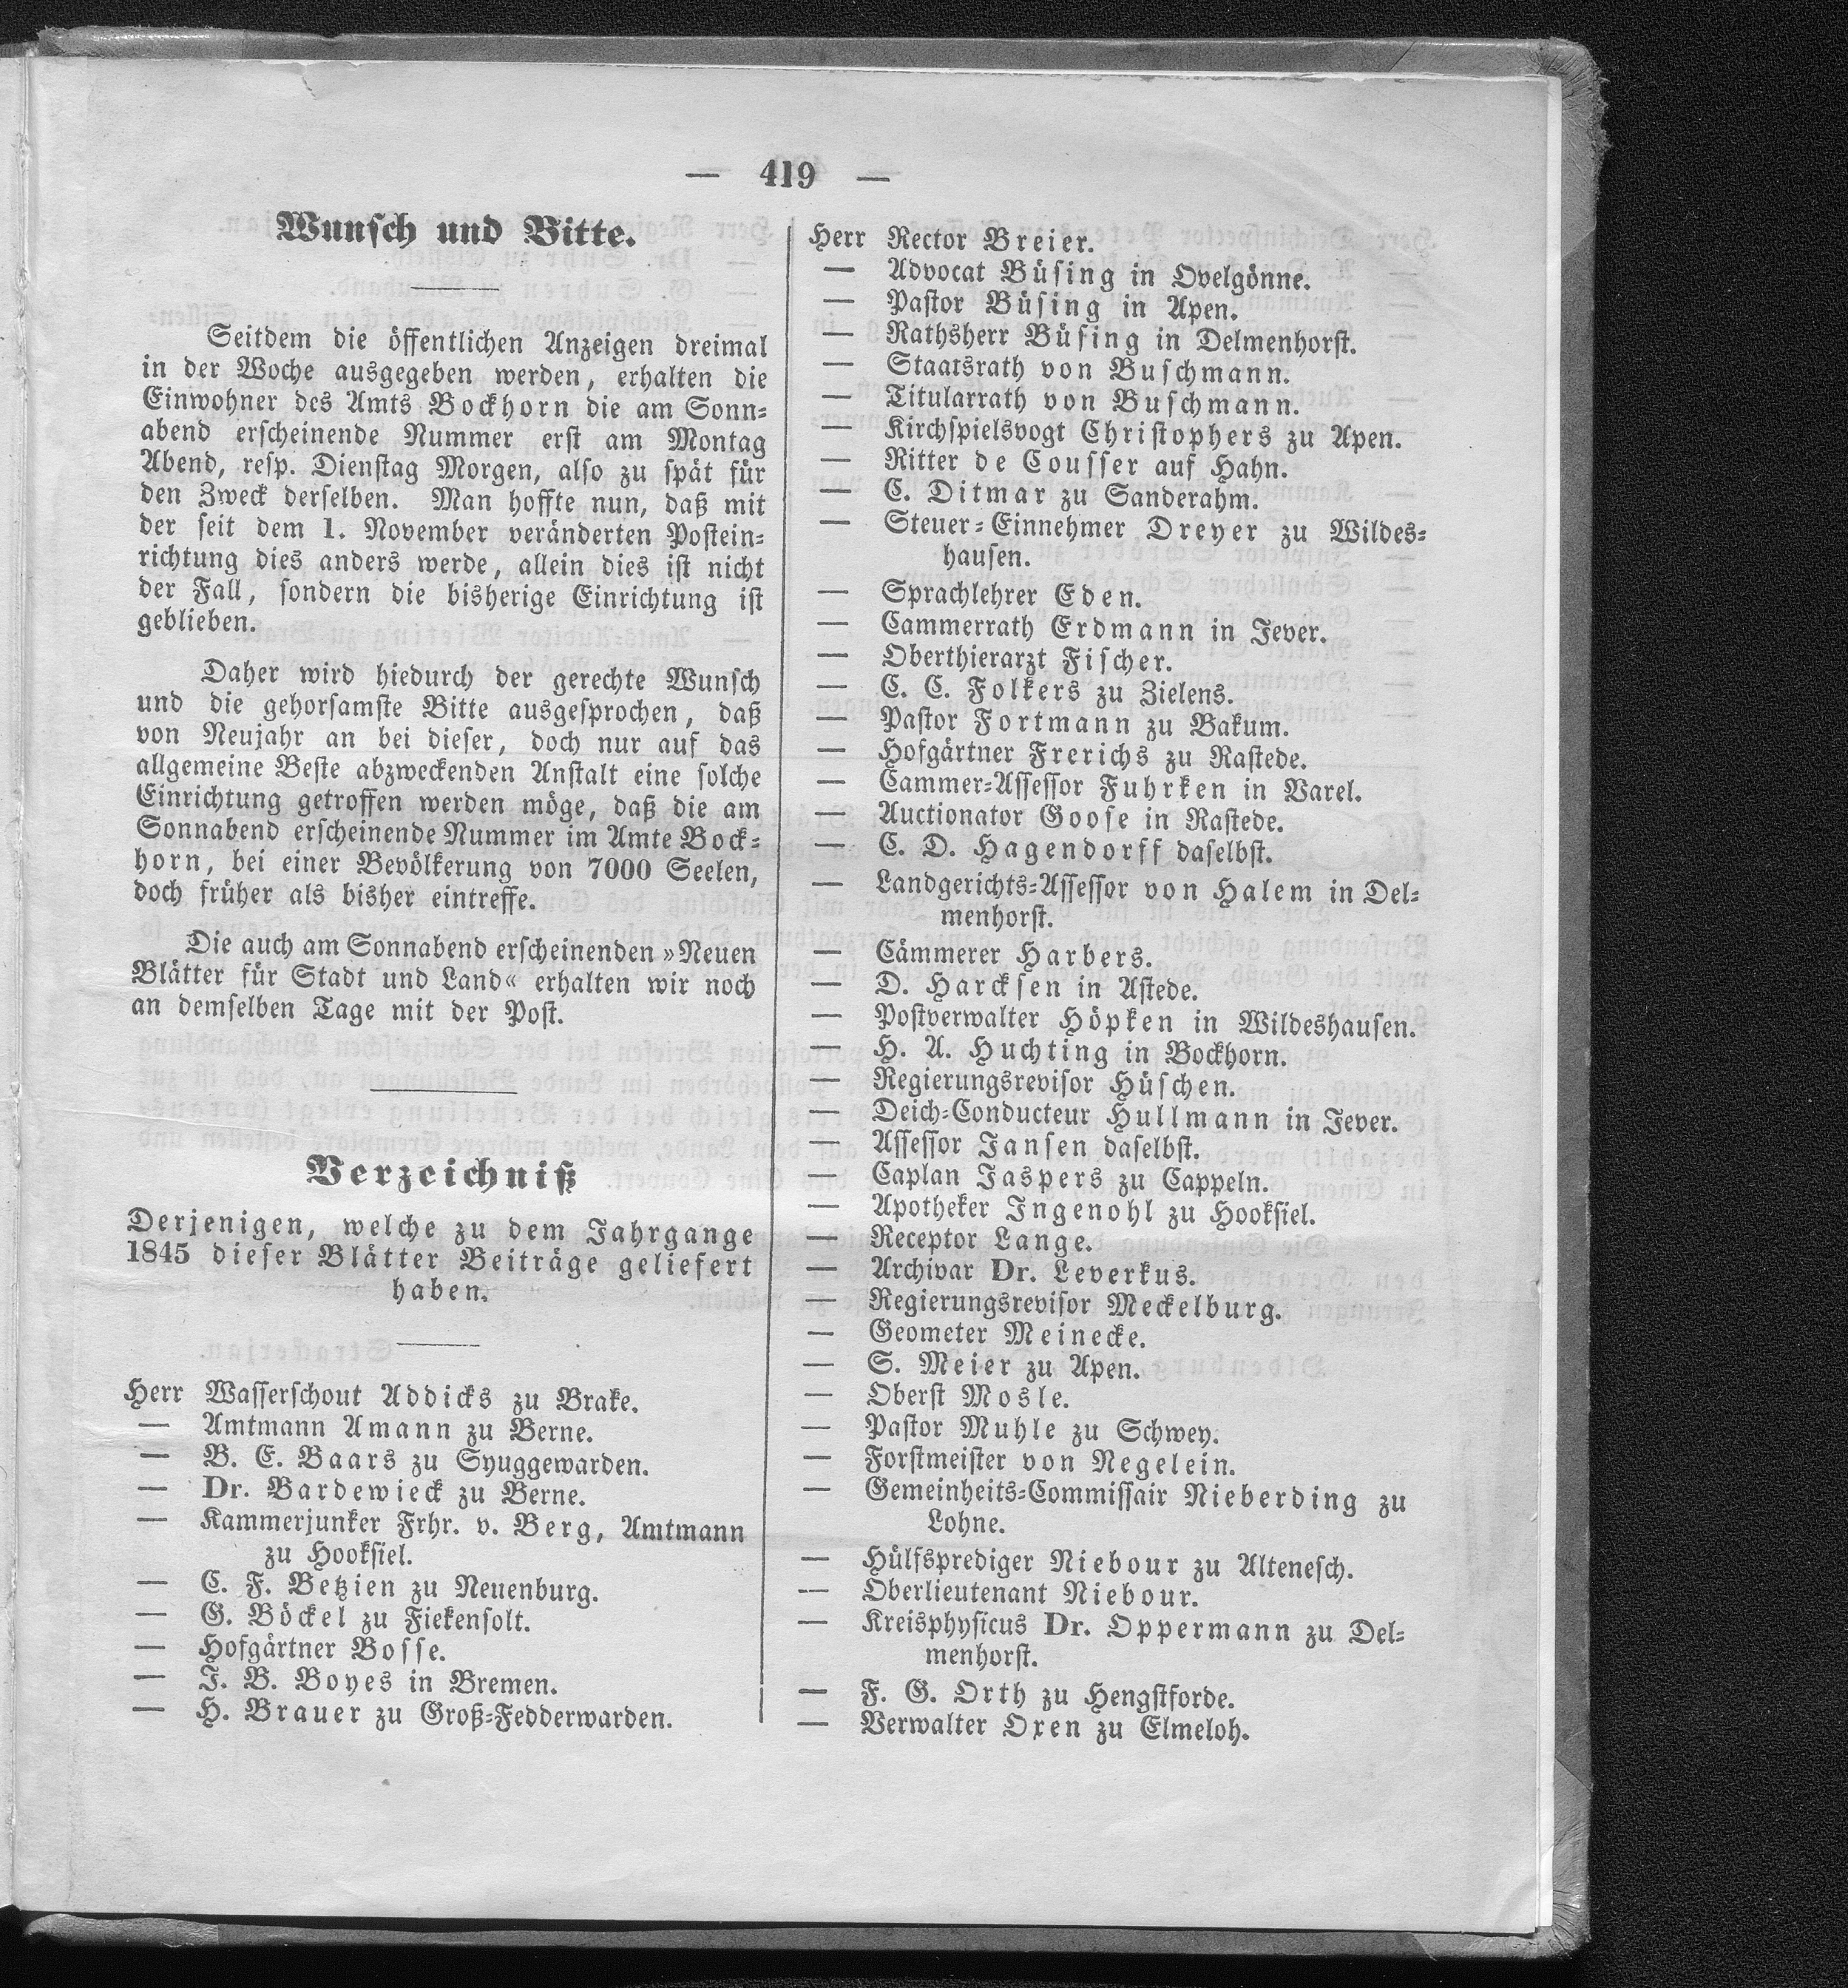 — 419 —
Wunsch und Bitte.
Seitdem die öffentlichen Anzeigen dreimal
in der Woche ausgegeben werden, erhalten die
Einwohner des Amts Bockhorn die am Sonn-
abend erscheinende Nummer erst am Montag
Abend, resp. Dienstag Morgen, also zu spät für
den Zweck derselben. Man hoffte nun, daß mit
der seit dem 1. November veränderten Postein-
richtung dies anders werde, allein dies ist nicht
der Fall, sondern die bisherige Einrichtung ist
geblieben.
Daher wird hiedurch der gerechte Wunsch
und die gehorsamste Bitte ausgesprochen, daß
von Neujahr an bei dieser, doch nur auf das
allgemeine Beste abzweckenden Anstalt eine solche
Einrichtung getroffen werden möge, daß die am
Sonnabend erscheinende Nummer im Amte Bock-
horn, bei einer Bevölkerung von 7000 Seelen,
doch früher als bisher eintreffe.
Die auch am Sonnabend erscheinenden »Neuen
Blätter für Stadt und Land« erhalten wir noch
an demselben Tage mit der Post.
Verzeichniß
Derjenigen, welche zu dem Jahrgange
1845 dieser Blätter Beiträge geliefert
haben.
Herr Wasserschout Addicks zu Brake.
— Amtmann Amann zu Berne.
— B. E. Baars zu Syuggewarden.
— Dr. Bardewieck zu Berne.
— Kammerjunker Frhr. v. Berg, Amtmann
zu Hooksiel.
— C. F. Betzien zu Neuenburg.
— G. Böckel zu Fiekensolt.
— Hofgärtner Bosse.
— J. B. Boyes in Bremen.
— H. Brauer zu Groß-Fedderwarden.
Herr Rector Breier.
— Advocat Büsing in Ovelgönne.
— Pastor Büsing in Apen.
— Rathsherr Büsing in Delmenhorst.
— Staatsrath von Buschmann.
— Titularrath von Buschmann.
— Kirchspielsvogt Christophers zu Apen.
— Ritter de Cousser auf Hahn.
— C. Ditmar zu Sanderahm.
— Steuer-Einnehmer Dreyer zu Wildes-
hausen.
— Sprachlehrer Eden.
— Cammerrath Erdmann in Jever.
— Oberthierarzt Fischer.
— C. C. Folkers zu Zielens.
— Pastor Fortmann zu Bakum.
— Hofgärtner Frerichs zu Rastede.
— Cammer-Assessor Fuhrken in Varel.
— Auctionator Goose in Rastede.
— C. D. Hagendorff daselbst.
— Landgerichts-Assessor von Halem in Del-
menhorst.
— Cämmerer Harbers.
— D. Harcksen in Astede.
— Postverwalter Höpken in Wildeshausen.
— H. A. Huchting in Bockhorn.
— Regierungsrevisor Hüschen.
— Deich-Conducteur Hullmann in Jever.
— Assessor Jansen daselbst.
— Caplan Jaspers zu Cappeln.
— Apotheker Ingenohl zu Hooksiel.
— Receptor Lange.
— Archivar Dr. Leverkus.
— Regierungsrevisor Meckelburg.
— Geometer Meinecke.
— S. Meier zu Apen.
— Oberst Mosle.
— Pastor Muhle zu Schwey.
— Forstmeister von Negelein.
— Gemeinheits-Commissair Nieberding zu
Lohne.
— Hülfsprediger Niebour zu Altenesch.
— Oberlieutenant Niebour.
— Kreisphysicus Dr. Oppermann zu Del-
menhorst.
— F. G. Orth zu Hengstforde.
— Verwalter Oxen zu Elmeloh.